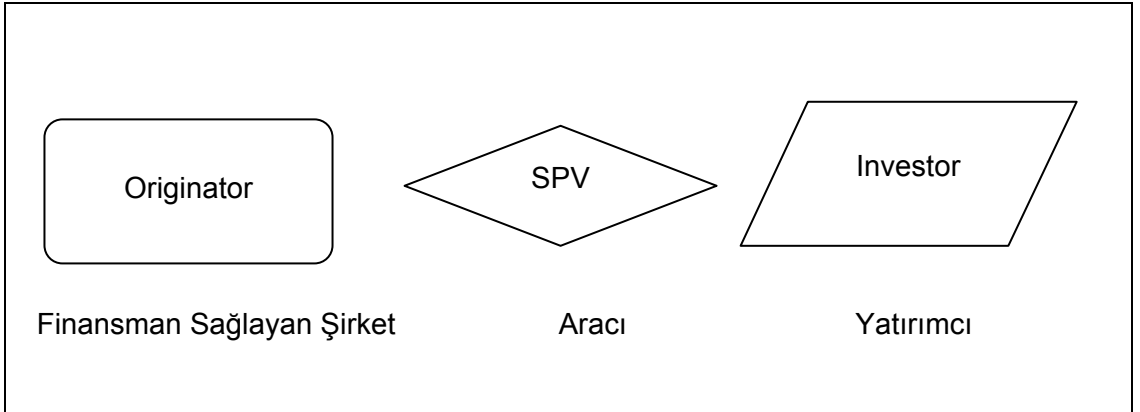 Originator
SPV
Investor
Finansman Sağlayan Şirket
Aracı
Yatırımcı